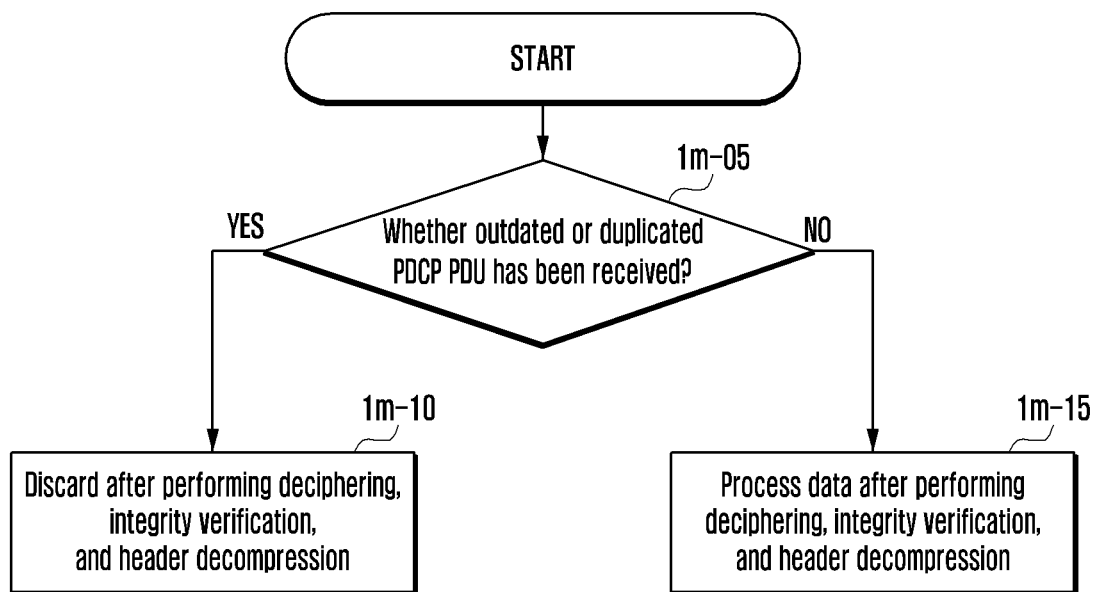 START
1m-05
YES
Whether outdated or duplicated
PDCP PDU has been received?
NO
1m-10
Discard after performing deciphering,
integrity verification,
and header decompression
1m-15
Process data after performing
deciphering, integrity verification,
and header decompression